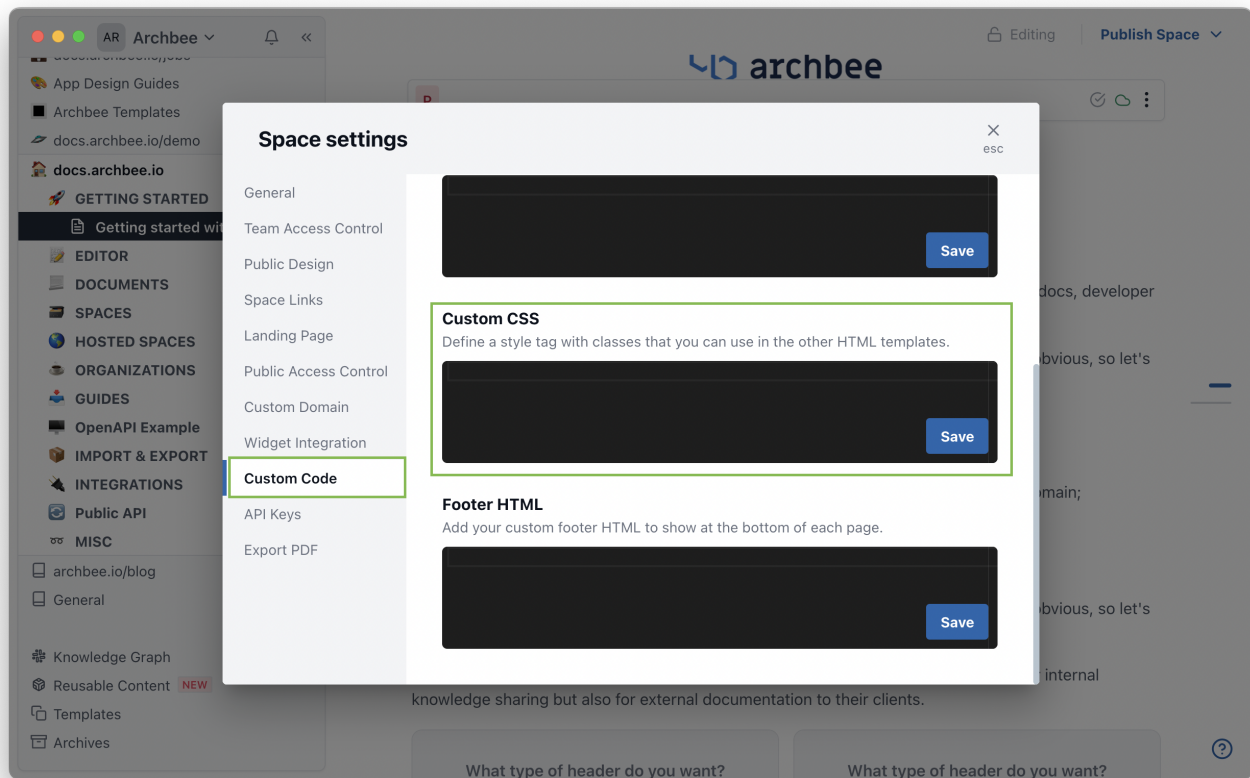 AR Archbee
Editing
Publish Space
archbee
App Design Guides
Archbee Templates
docs.archbee.io/demo
docs.archbee.io
GETTING STARTED
Getting started wit
EDITOR
DOCUMENTS
SPACES
HOSTED SPACES
ORGANIZATIONS
GUIDES
OpenAPI Example
IMPORT & EXPORT
INTEGRATIONS
Public API
MISC
archbee.io/blog
General
Knowledge Graph
Reusable Content NEW
Templates
Archives
Space settings
esc
General
Team Access Control
Public Design
Space Links
Landing Page
Public Access Control
Custom Domain
Widget Integration
Custom Code
API Keys
Export PDF
Save
Custom CSS
Define a style tag with classes that you can use in the other HTML templates.
Save
Footer HTML
Add your custom footer HTML to show at the bottom of each page.
Save
docs, developer
obvious, so let's
omain;
obvious, so let's
internal
knowledge sharing but also for external documentation to their clients.
What type of header do you want?
What type of header do you want?